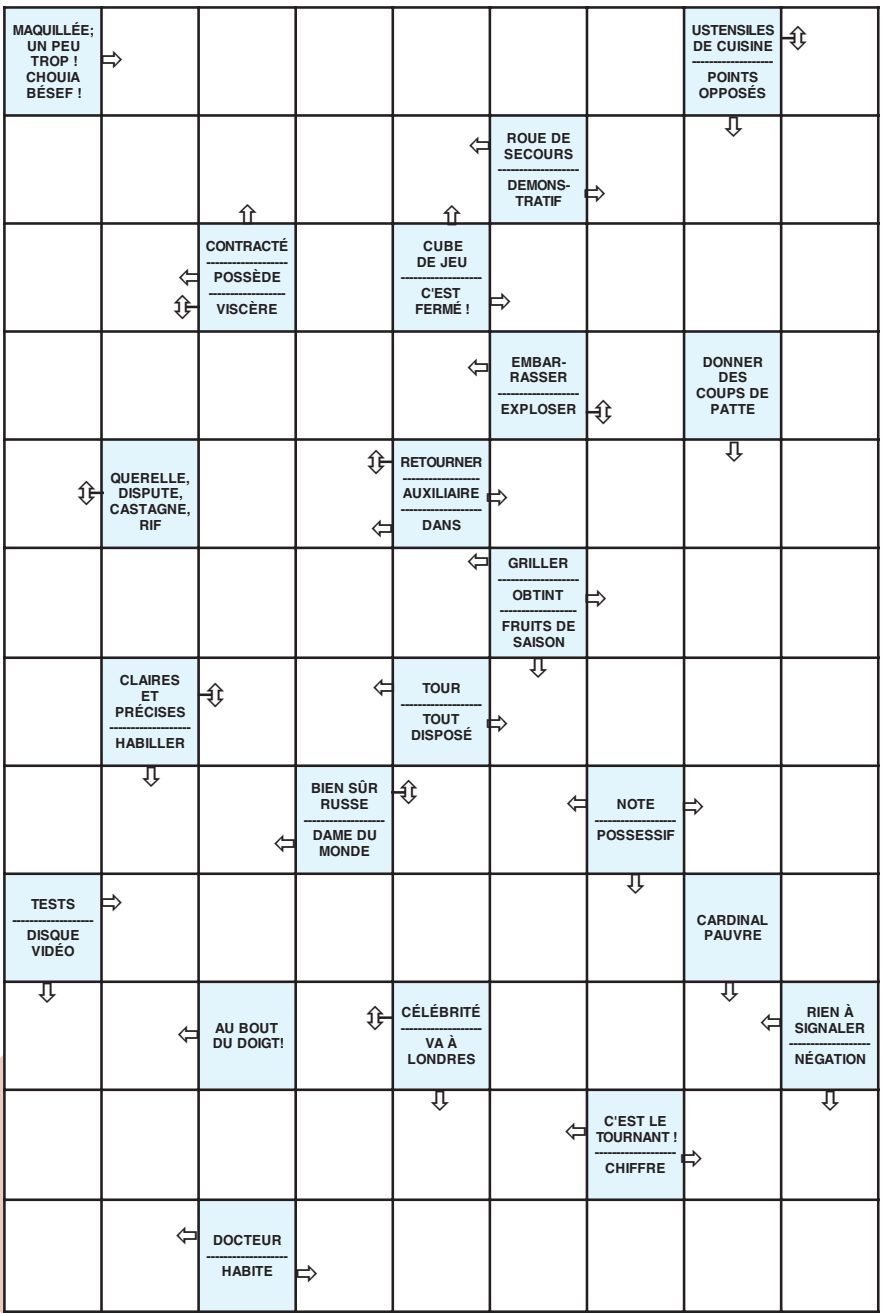 MAQUILLÉE;
UN PEU
TROP !
CHOUIA
BÉSEF !
USTENSILES
DE CUISINE
POINTS
OPPOSÉS
ROUE DE
SECOURS
DEMONS-
TRATIF
CONTRACTÉ
POSSÈDE
VISCÈRE
CUBE
DE JEU
C'EST
FERMÉ !
EMBAR-
RASSER
EXPLOSER
DONNER
DES
COUPS DE
PATTE
QUERELLE,
DISPUTE,
CASTAGNE,
RIF
RETOURNER
AUXILIAIRE
DANS
GRILLER
OBTINT
FRUITS DE
SAISON
CLAIRES
ET
PRÉCISES
HABILLER
TOUR
TOUT
DISPOSÉ
BIEN SÛR
RUSSE
DAME DU
MONDE
NOTE
POSSESSIF
TESTS
DISQUE
VIDÉO
CARDINAL
PAUVRE
AU BOUT
DU DOIGT!
CÉLÉBRITÉ
VA À
LONDRES
RIEN À
SIGNALER
NÉGATION
C'EST LE
TOURNANT !
CHIFFRE
DOCTEUR
HABITE